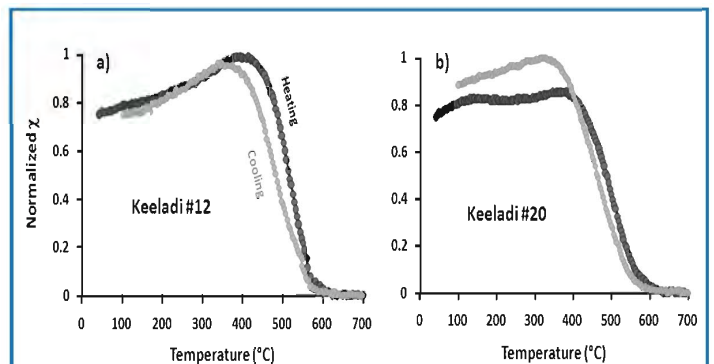 a)
1
0.8
0.6
0.4
0.2
0
Normalized χ
Heating
Cooling
Keeladi #12
0 100 200 300 400 500 600 700
Temperature (°C)
b)
1
0.8
0.6
0.4
0.2
0
Keeladi #20
0 100 200 300 400 500 600 700
Temperature (°C)